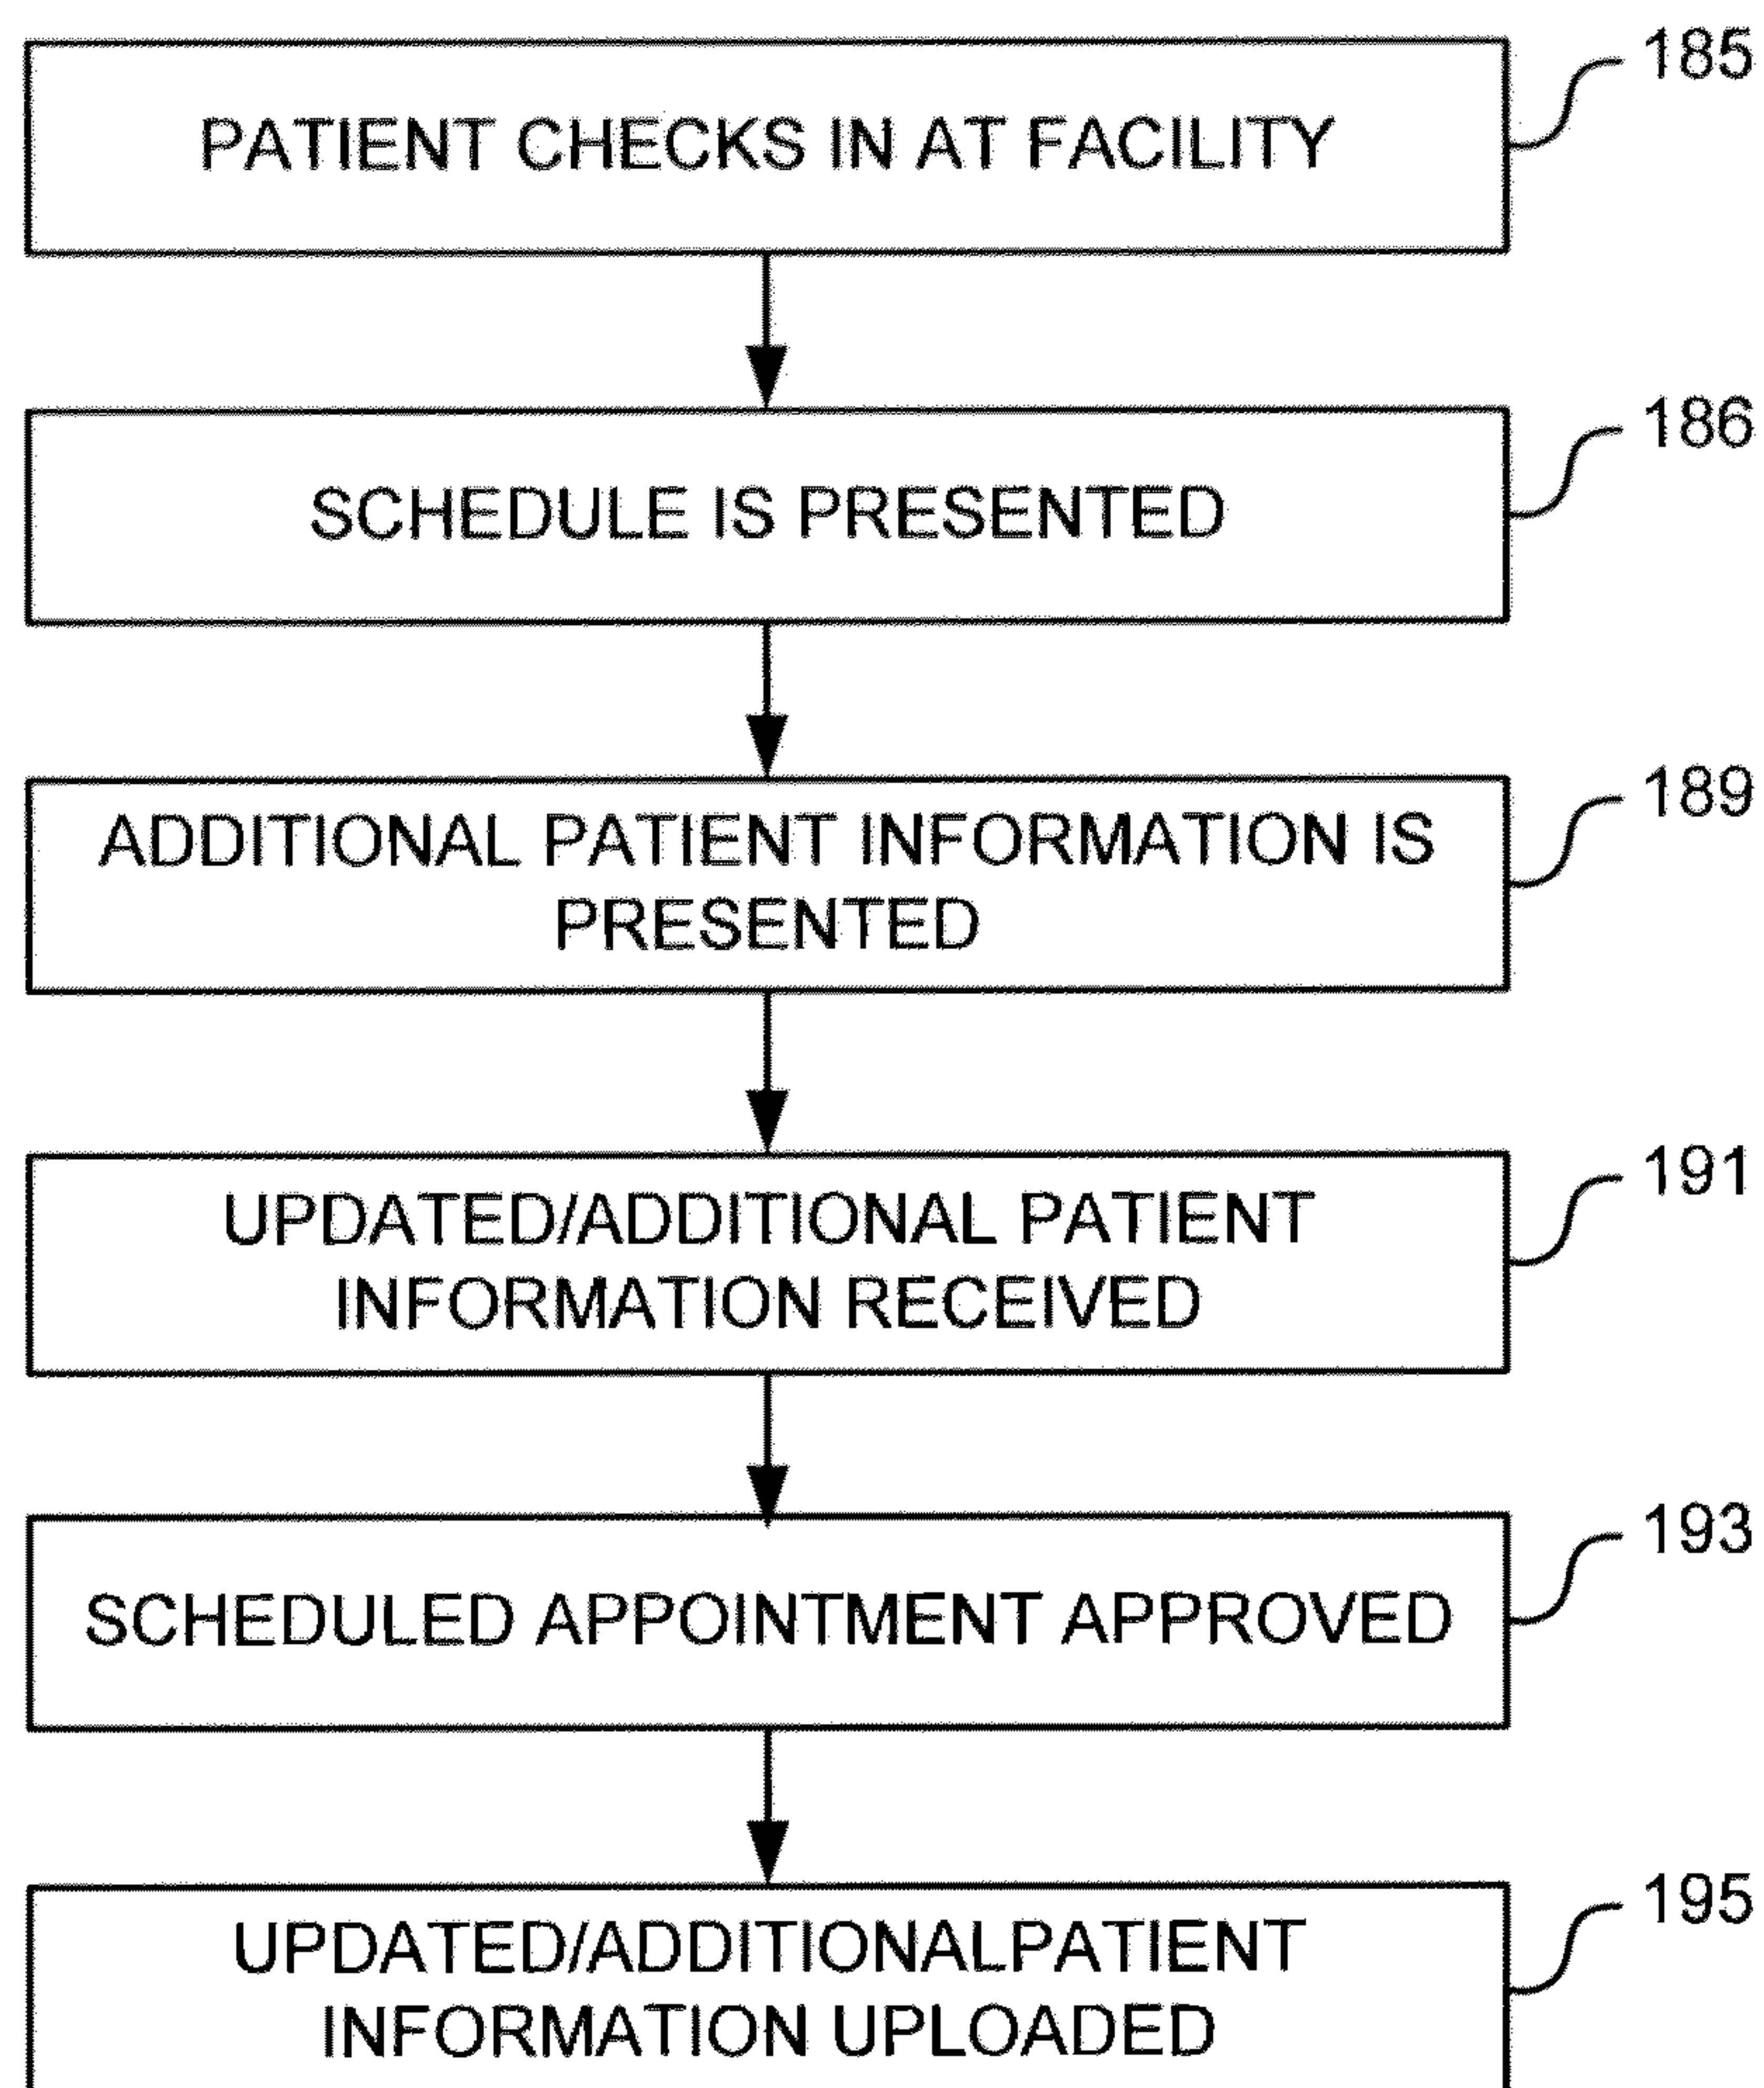 185
PATIENT CHECKS IN AT FACILITY
186
SCHEDULE IS PRESENTED
189
ADDITIONAL PATIENT INFORMATION IS
PRESENTED
191
UPDATED/ADDITIONAL PATIENT
INFORMATION RECEIVED
193
SCHEDULED APPOINTMENT APPROVED
195
UPDATED/ADDITIONALPATIENT
INFORMATION UPLOADED